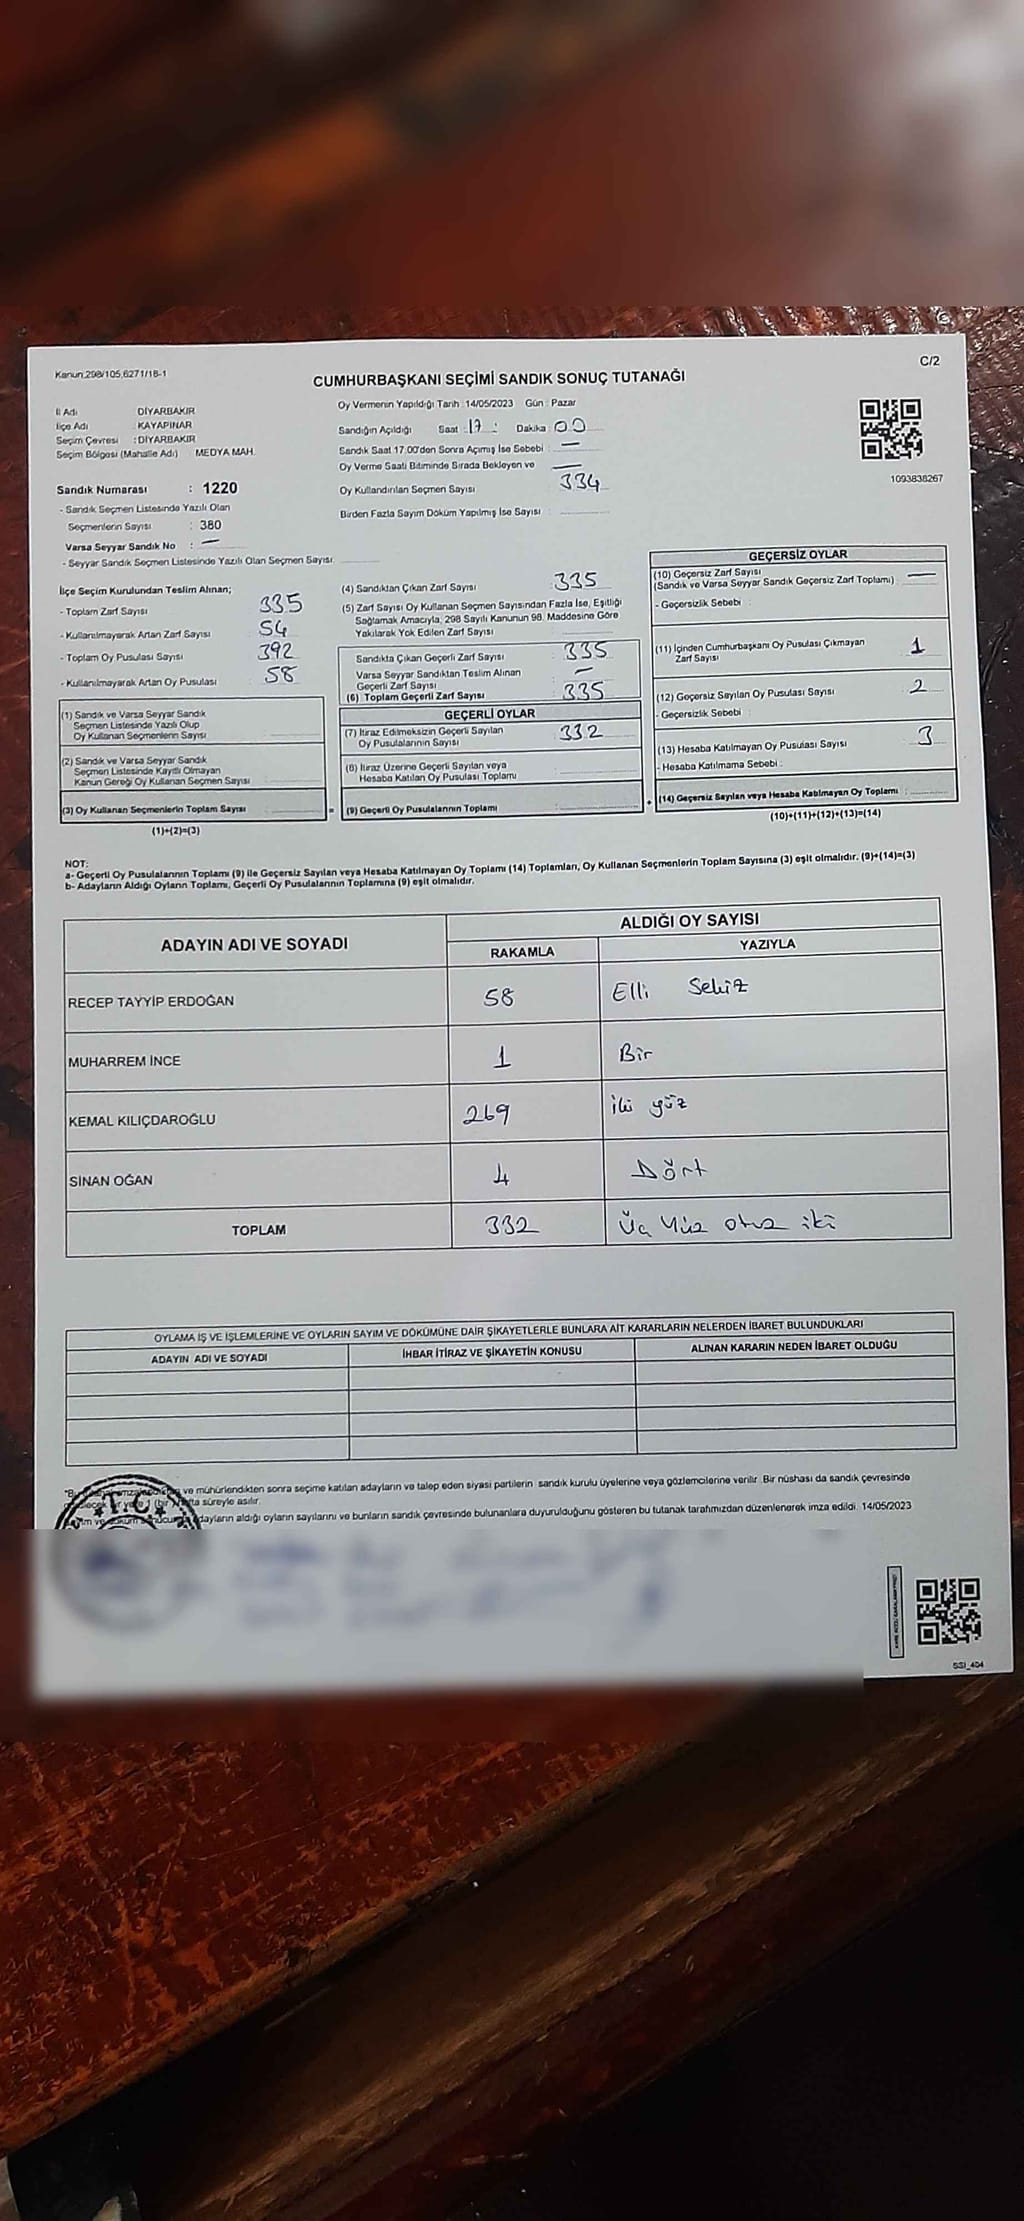 Kanun:298/105,6271/18-1
C/2
CUMHURBAŞKANI SEÇİMİ SANDIK SONUÇ TUTANAĞI
İl Adı DİYARBAKIR
İlçe Adı : KAYAPINAR
Seçim Çevresi : DİYARBAKIR
Seçim Bölgesi (Mahalle Adı) MEDYA MAH.
Sandık Numarası : 1220
- Sandık Seçmen Listesinde Yazılı Olan
Seçmenlerin Sayısı : 380
Varsa Seyyar Sandık No : —
- Seyyar Sandık Seçmen Listesinde Yazılı Olan Seçmen Sayısı:
Oy Vermenin Yapıldığı Tarih :14/05/2023 Gün : Pazar
Sandığın Açıldığı Saat : 17 : Dakika 00
Sandık Saat 17:00'den Sonra Açımış İse Sebebi : —
Oy Verme Saati Bitiminde Sırada Bekleyen ve —
Oy Kullandırılan Seçmen Sayısı 334
Birden Fazla Sayım Döküm Yapılmış İse Sayısı :
1093838267
İlçe Seçim Kurulundan Teslim Alınan;
- Toplam Zarf Sayısı 335
- Kullanılmayarak Artan Zarf Sayısı 54
- Toplam Oy Pusulası Sayısı 392
- Kullanılmayarak Artan Oy Pusulası 58
(1) Sandık ve Varsa Seyyar Sandık
Seçmen Listesinde Yazılı Olup
Oy Kullanan Seçmenlerin Sayısı
(2) Sandık ve Varsa Seyyar Sandık
Seçmen Listesinde Kayıtlı Olmayan
Kanun Gereği Oy Kullanan Seçmen Sayısı
(3) Oy Kullanan Seçmenlerin Toplam Sayısı :
(1)+(2)=(3)
(4) Sandıktan Çıkan Zarf Sayısı 335
(5) Zarf Sayısı Oy Kullanan Seçmen Sayısından Fazla İse, Eşitliği
Sağlamak Amacıyla, 298 Sayılı Kanunun 98. Maddesine Göre
Yakılarak Yok Edilen Zarf Sayısı
Sandıkta Çıkan Geçerli Zarf Sayısı : 335
Varsa Seyyar Sandıktan Teslim Alınan
Geçerli Zarf Sayısı —
(6) Toplam Geçerli Zarf Sayısı 335
GEÇERLİ OYLAR
(7) İtiraz Edilmeksizin Geçerli Sayılan
Oy Pusulalarının Sayısı 332
(8) İtiraz Üzerine Geçerli Sayılan veya
Hesaba Katılan Oy Pusulası Toplamı
= (9) Geçerli Oy Pusulalarının Toplamı :
GEÇERSİZ OYLAR
(10) Geçersiz Zarf Sayısı
(Sandık ve Varsa Seyyar Sandık Geçersiz Zarf Toplamı) —
- Geçersizlik Sebebi :
(11) İçinden Cumhurbaşkanı Oy Pusulası Çıkmayan
Zarf Sayısı 1
(12) Geçersiz Sayılan Oy Pusulası Sayısı 2
- Geçersizlik Sebebi :
(13) Hesaba Katılmayan Oy Pusulası Sayısı 3
- Hesaba Katılmama Sebebi :
+ (14) Geçersiz Sayılan veya Hesaba Katılmayan Oy Toplamı :
(10)+(11)+(12)+(13)=(14)
NOT:
a- Geçerli Oy Pusulalarının Toplamı (9) ile Geçersiz Sayılan veya Hesaba Katılmayan Oy Toplamı (14) Toplamları, Oy Kullanan Seçmenlerin Toplam Sayısına (3) eşit olmalıdır. (9)+(14)=(3)
b- Adayların Aldığı Oyların Toplamı, Geçerli Oy Pusulalarının Toplamına (9) eşit olmalıdır.
ADAYIN ADI VE SOYADI
ALDIĞI OY SAYISI
RAKAMLA YAZIYLA
RECEP TAYYİP ERDOĞAN 58 Elli Sekiz
MUHARREM İNCE 1 Bir
KEMAL KILIÇDAROĞLU 269 iki yüz
SİNAN OĞAN 4 Dört
TOPLAM 332 Üç Yüz otuz iki
OYLAMA İŞ VE İŞLEMLERİNE VE OYLARIN SAYIM VE DÖKÜMÜNE DAİR ŞİKAYETLERLE BUNLARA AİT KARARLARIN NELERDEN İBARET BULUNDUKLARI
ADAYIN ADI VE SOYADI İHBAR İTİRAZ VE ŞİKAYETİN KONUSU ALINAN KARARIN NEDEN İBARET OLDUĞU
ve mühürlendikten sonra seçime katılan adayların ve talep eden siyasi partilerin sandık kurulu üyelerine veya gözlemcilerine verilir. Bir nüshası da sandık çevresinde
1 (bir) hafta süreyle asılır.
adayların aldığı oyların sayılarını ve bunların sandık çevresinde bulunanlara duyurulduğunu gösteren bu tutanak tarafımızdan düzenlenerek imza edildi. 14/05/2023
T.C.
SSI_404